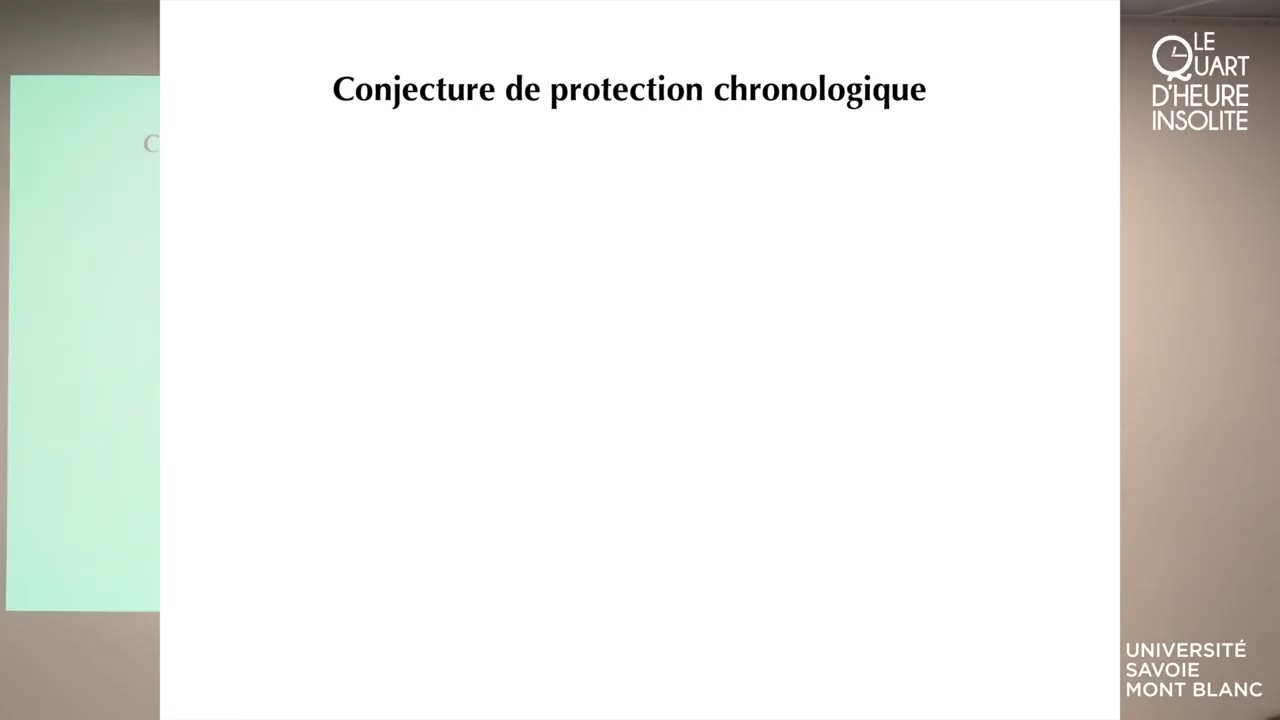 Conjecture de protection chronologique
C
LE
QUART
D'HEURE
INSOLITE
UNIVERSITÉ
SAVOIE
MONT BLANC